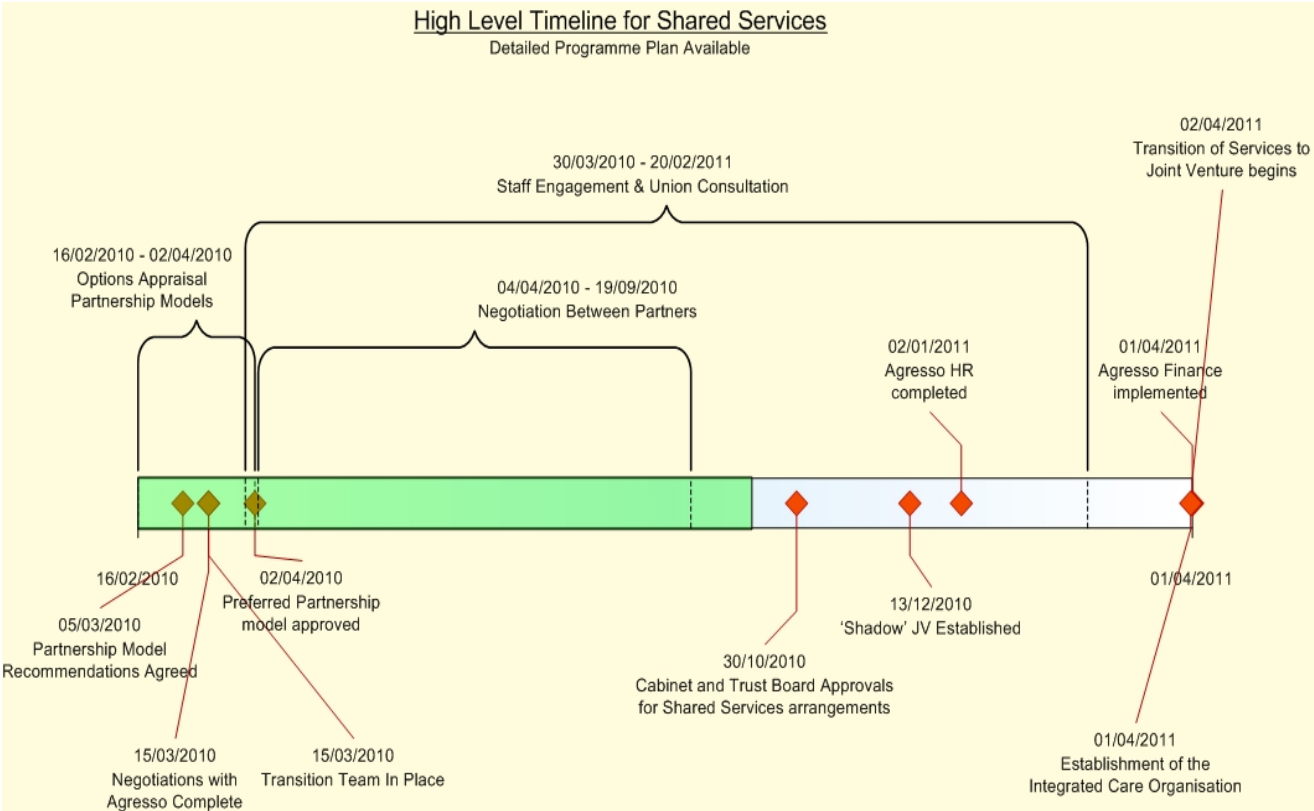 High Level Timeline for Shared Services
Detailed Programme Plan Available
02/04/2011
Transition of Services to
Joint Venture begins
30/03/2010 - 20/02/2011
Staff Engagement & Union Consultation
16/02/2010 - 02/04/2010
Options Appraisal
Partnership Models
04/04/2010 - 19/09/2010
Negotiation Between Partners
02/01/2011
Agresso HR
completed
01/04/2011
Agresso Finance
implemented
16/02/2010
01/04/2011
05/03/2010
Partnership Model
Recommendations Agreed
02/04/2010
Preferred Partnership
model approved
13/12/2010
‘Shadow’ JV Established
30/10/2010
Cabinet and Trust Board Approvals
for Shared Services arrangements
15/03/2010
Negotiations with
Agresso Complete
15/03/2010
Transition Team In Place
01/04/2011
Establishment of the
Integrated Care Organisation